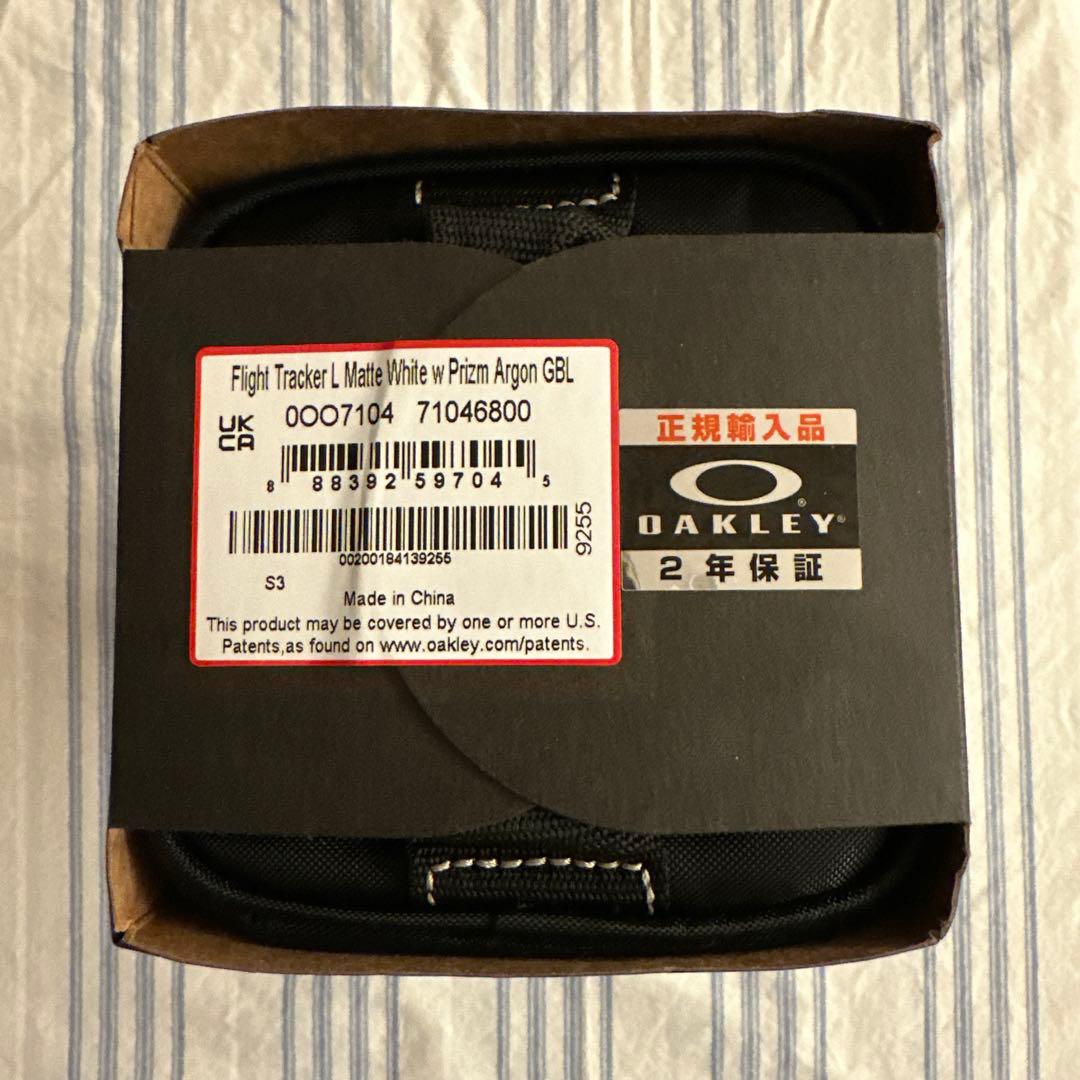 Flight Tracker L Matte White w Prizm Argon GBL
UK
CA
0OO7104 71046800
8 88392 59704 5
9255
00200184139255
S3
Made in China
This product may be covered by one or more U.S.
Patents,as found on www.oakley.com/patents.
正規輸入品
OAKLEY®
2年保証